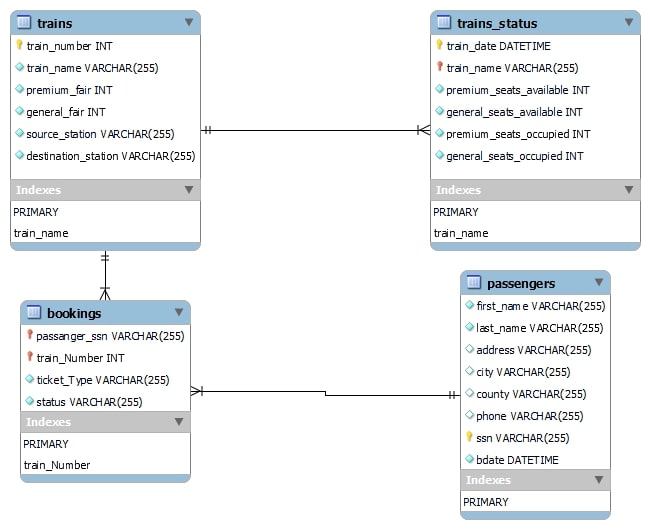 trains
train_number INT
train_name VARCHAR(255)
premium_fair INT
general_fair INT
source_station VARCHAR(255)
destination_station VARCHAR(255)
Indexes
PRIMARY
train_name
trains_status
train_date DATETIME
train_name VARCHAR(255)
premium_seats_available INT
general_seats_available INT
premium_seats_occupied INT
general_seats_occupied INT
Indexes
PRIMARY
train_name
bookings
passanger_ssn VARCHAR(255)
train_Number INT
ticket_Type VARCHAR(255)
status VARCHAR(255)
Indexes
PRIMARY
train_Number
passengers
first_name VARCHAR(255)
last_name VARCHAR(255)
address VARCHAR(255)
city VARCHAR(255)
county VARCHAR(255)
phone VARCHAR(255)
ssn VARCHAR(255)
bdate DATETIME
Indexes
PRIMARY